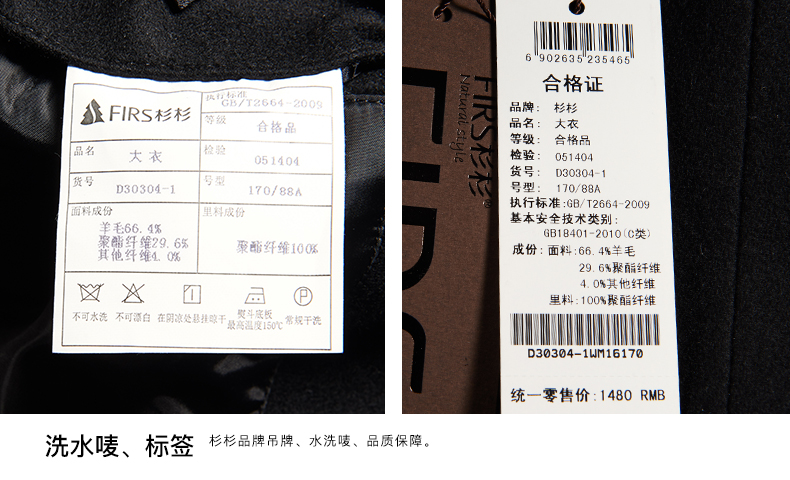 FIRS杉杉
执行标准
GB/T2664-2009
等级
合格品
品名
大衣
检验
051404
货号
D30304-1
号型
170/88A
面料成份
羊毛66.4%
聚酯纤维29.6%
其他纤维4.0%
里料成份
聚酯纤维100%
不可水洗
不可漂白
在阴凉处悬挂晾干
熨斗底板
最高温度150℃
常规干洗
FIRS杉杉
Natural style
FIRS
6 902635 235465
合格证
品牌: 杉杉
品名: 大衣
等级: 合格品
检验: 051404
货号: D30304-1
号型: 170/88A
执行标准:GB/T2664-2009
基本安全技术类别:
GB18401-2010(C类)
成份: 面料:66.4%羊毛
29.6%聚酯纤维
4.0%其他纤维
里料:100%聚酯纤维
D30304-1WM16170
统一零售价:1480 RMB
洗水唛、标签
杉杉品牌吊牌、水洗唛、品质保障。